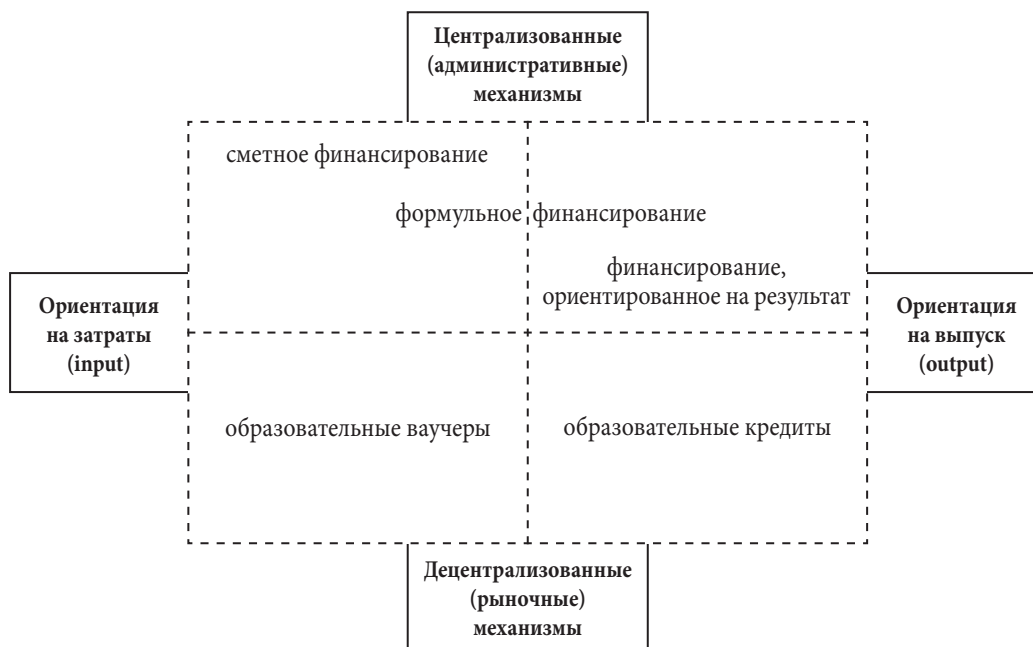 Централизованные
(административные)
механизмы
сметное финансирование
формульное финансирование
финансирование,
ориентированное на результат
Ориентация
на затраты
(input)
Ориентация
на выпуск
(output)
образовательные ваучеры
образовательные кредиты
Децентрализованные
(рыночные)
механизмы